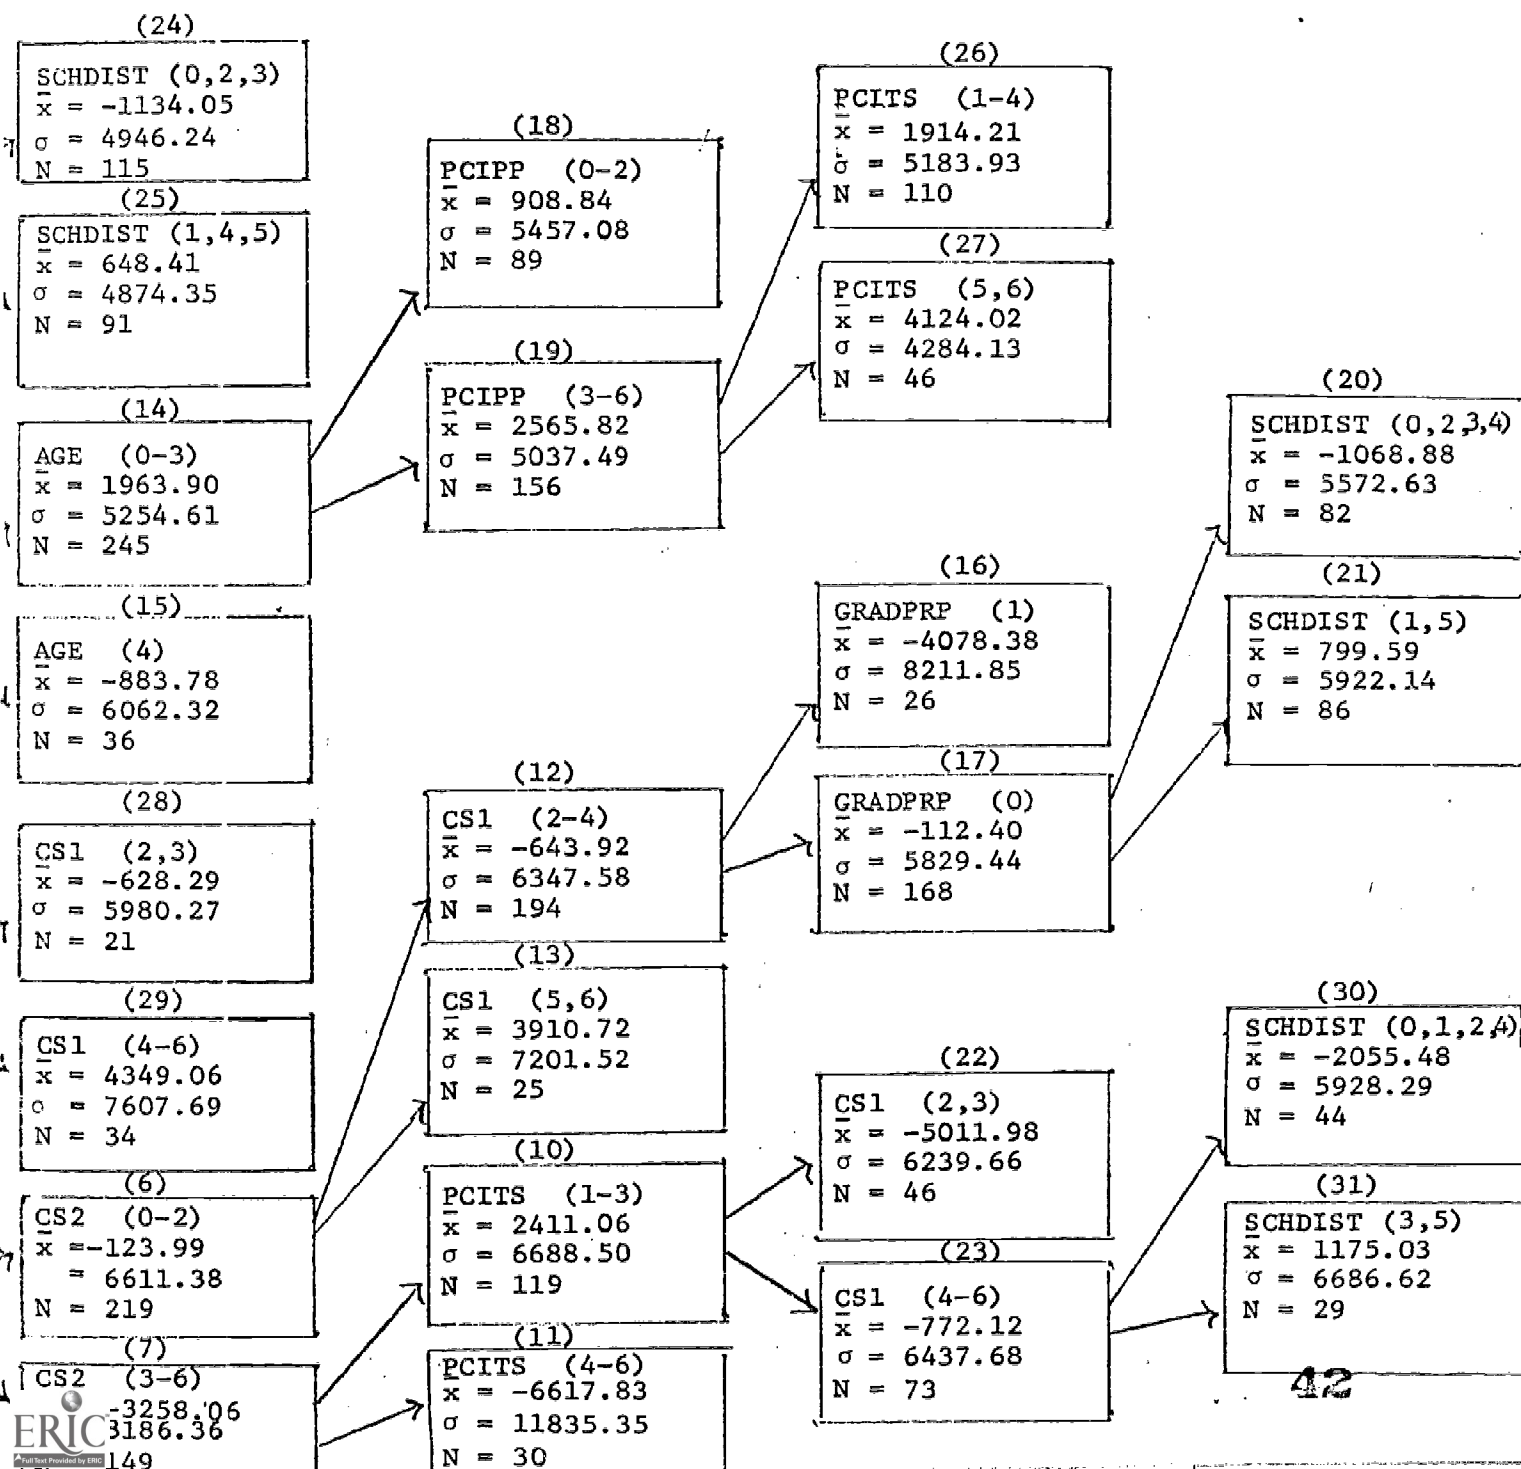 (24)
SCHDIST (0,2,3)
x̄ = -1134.05
σ = 4946.24
N = 115
(25)
SCHDIST (1,4,5)
x̄ = 648.41
σ = 4874.35
N = 91
(14)
AGE (0-3)
x̄ = 1963.90
σ = 5254.61
N = 245
(15)
AGE (4)
x̄ = -883.78
σ = 6062.32
N = 36
(28)
CS1 (2,3)
x̄ = -628.29
σ = 5980.27
N = 21
(29)
CS1 (4-6)
x̄ = 4349.06
σ = 7607.69
N = 34
(6)
CS2 (0-2)
x̄ =-123.99
= 6611.38
N = 219
(7)
CS2 (3-6)
-3258.06
8186.36
149
(18)
PCIPP (0-2)
x̄ = 908.84
σ = 5457.08
N = 89
(19)
PCIPP (3-6)
x̄ = 2565.82
σ = 5037.49
N = 156
(12)
CS1 (2-4)
x̄ = -643.92
σ = 6347.58
N = 194
(13)
CS1 (5,6)
x̄ = 3910.72
σ = 7201.52
N = 25
(10)
PCITS (1-3)
x̄ = 2411.06
σ = 6688.50
N = 119
(11)
PCITS (4-6)
x̄ = -6617.83
σ = 11835.35
N = 30
(26)
PCITS (1-4)
x̄ = 1914.21
σ = 5183.93
N = 110
(27)
PCITS (5,6)
x̄ = 4124.02
σ = 4284.13
N = 46
(16)
GRADPRP (1)
x̄ = -4078.38
σ = 8211.85
N = 26
(17)
GRADPRP (0)
x̄ = -112.40
σ = 5829.44
N = 168
(22)
CS1 (2,3)
x̄ = -5011.98
σ = 6239.66
N = 46
(23)
CS1 (4-6)
x̄ = -772.12
σ = 6437.68
N = 73
(20)
SCHDIST (0,2,3,4)
x̄ = -1068.88
σ = 5572.63
N = 82
(21)
SCHDIST (1,5)
x̄ = 799.59
σ = 5922.14
N = 86
(30)
SCHDIST (0,1,2,4)
x̄ = -2055.48
σ = 5928.29
N = 44
(31)
SCHDIST (3,5)
x̄ = 1175.03
σ = 6686.62
N = 29
42
ERIC
Full Text Provided by ERIC